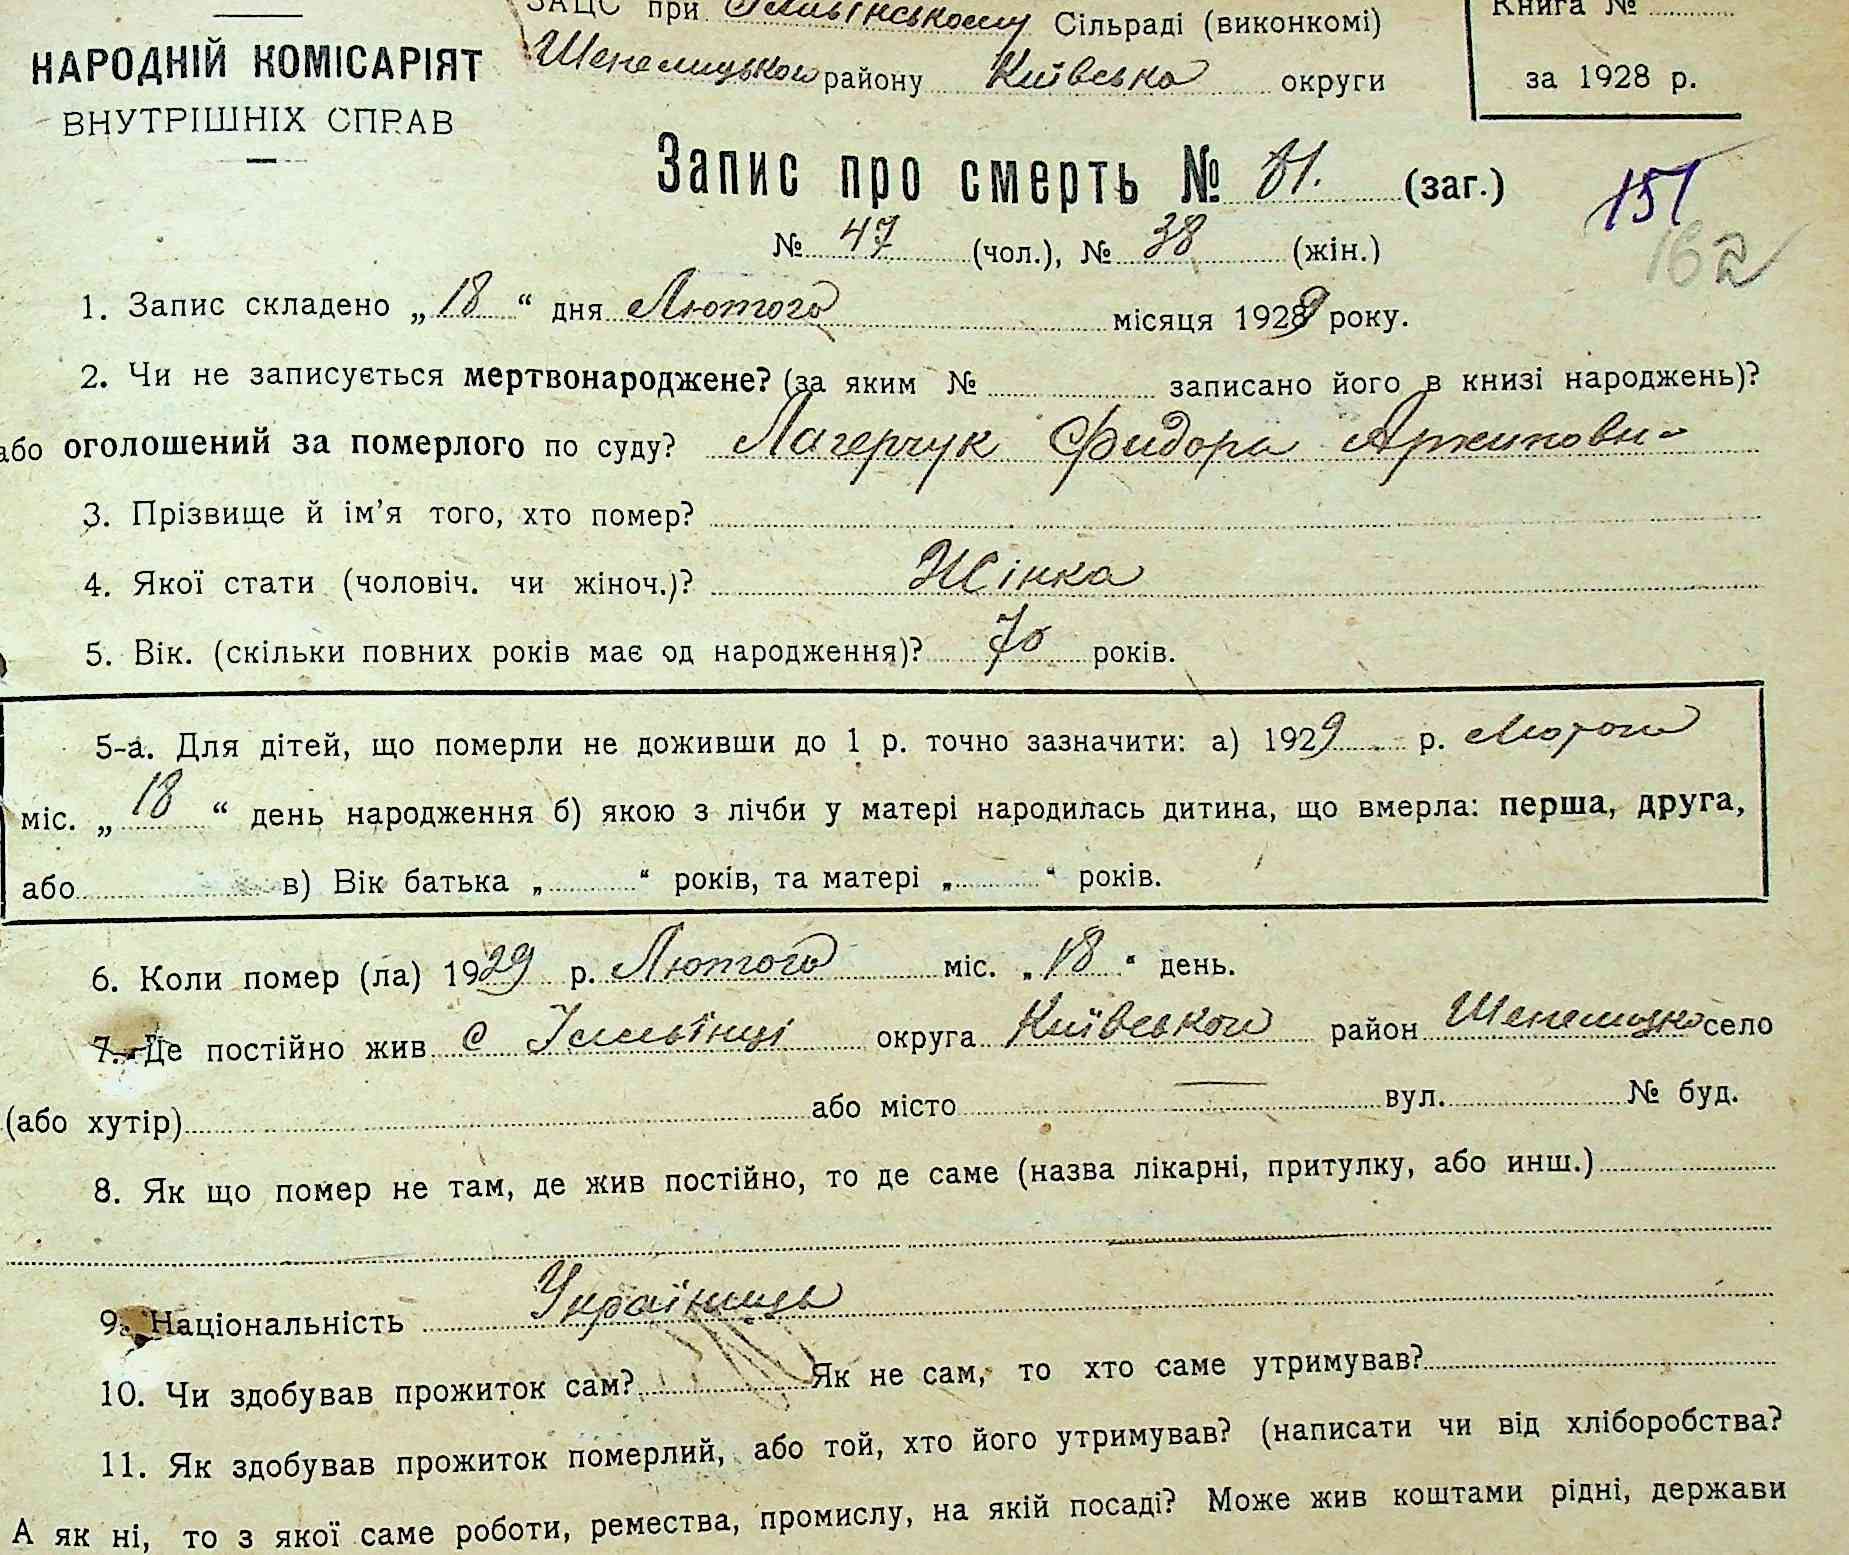 ЗАЦС при Сільраді (виконкомі)
Книга №
НАРОДНІЙ КОМІСАРІЯТ
району Київська округи
за 1928 р.
ВНУТРІШНІХ СПРАВ
Запис про смерть № 81. (заг.)
151
162
№ 47 (чол.), № 38 (жін.)
1. Запис складено „18“ дня Лютого місяця 1929 року.
2. Чи не записується мертвонароджене? (за яким № записано його в книзі народжень)?
або оголошений за померлого по суду? Лагерчук Фидора
3. Прізвище й ім’я того, хто помер?
4. Якої стати (чоловіч. чи жіноч.)? Жінка
5. Вік. (скільки повних років має од народження)? 70 років.
5-а. Для дітей, що померли не доживши до 1 р. точно зазначити: а) 1929 р. Лютого
міс. „18“ день народження б) якою з лічби у матері народилась дитина, що вмерла: перша, друга,
або в) Вік батька „ “ років, та матері „ “ років.
6. Коли помер (ла) 1929 р. Лютого міс. „18“ день.
7. Де постійно жив с округа Київської район село
(або хутір) або місто — вул. № буд.
8. Як що помер не там, де жив постійно, то де саме (назва лікарні, притулку, або инш.)
9. Національність
10. Чи здобував прожиток сам? Як не сам, то хто саме утримував?
11. Як здобував прожиток померлий, або той, хто його утримував? (написати чи від хліборобства?
А як ні, то з якої саме роботи, ремества, промислу, на якій посаді? Може жив коштами рідні, держави